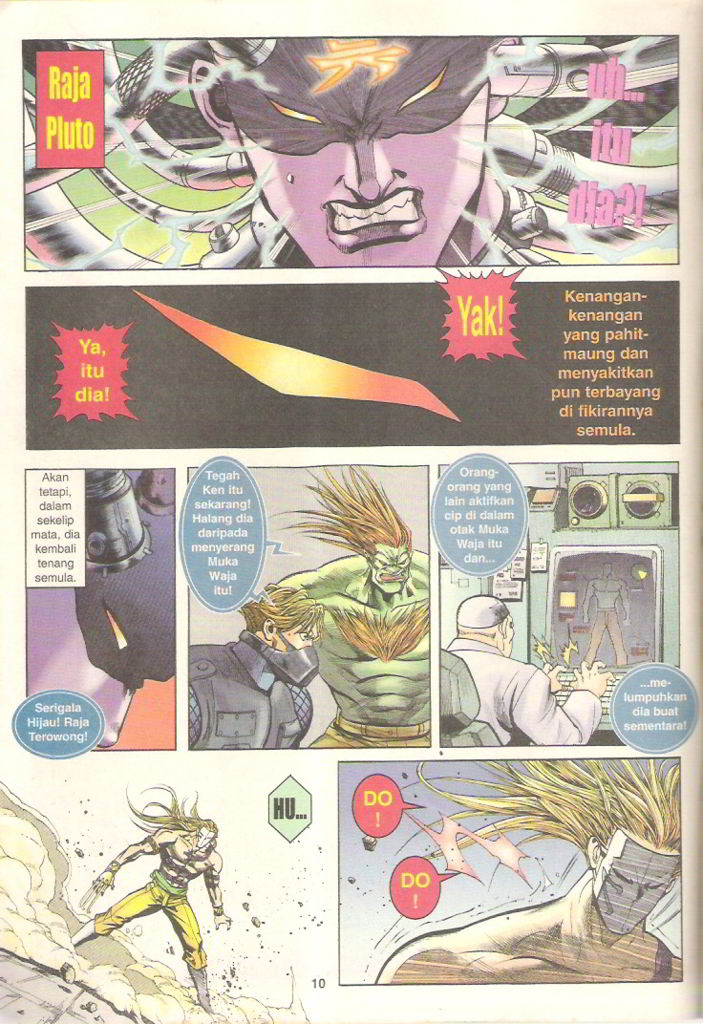 Raja
Pluto
uh...
itu
dia?!
Ya,
itu
dia!
Yak!
Kenangan-
kenangan
yang pahit-
maung dan
menyakitkan
pun terbayang
di fikirannya
semula.
Akan
tetapi,
dalam
sekelip
mata, dia
kembali
tenang
semula.
Serigala
Hijau! Raja
Terowong!
Tegah
Ken itu
sekarang!
Halang dia
daripada
menyerang
Muka
Waja
itu!
Orang-
orang yang
lain aktifkan
cip di dalam
otak Muka
Waja itu
dan...
...me-
lumpuhkan
dia buat
sementara!
HU...
DO
!
DO
!
10